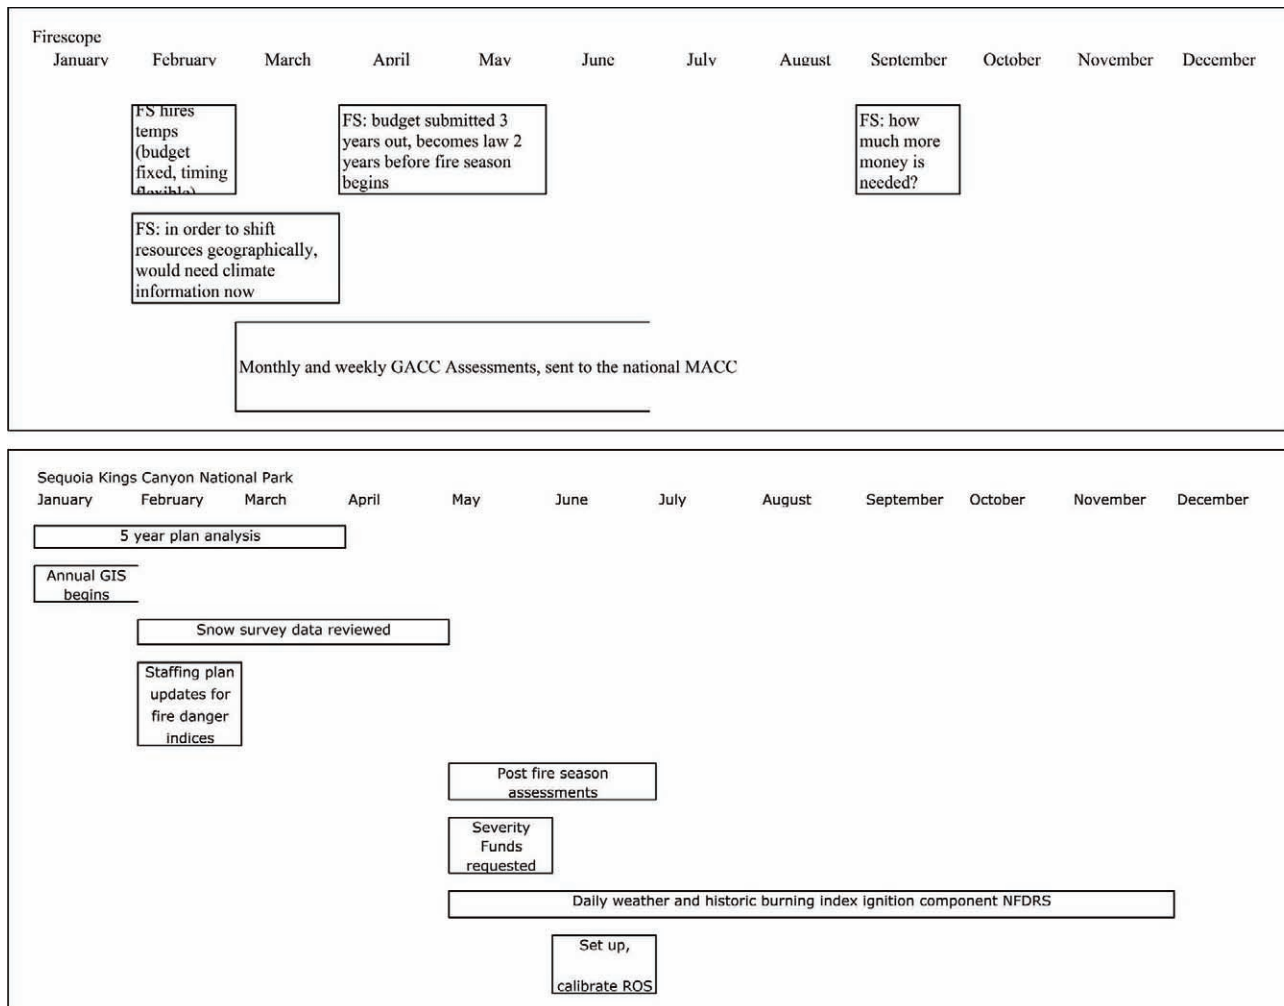 Firescope
January February March April May June July August September October November December
FS hires
temps
(budget
fixed, timing
flexible)
FS: budget submitted 3
years out, becomes law 2
years before fire season
begins
FS: how
much more
money is
needed?
FS: in order to shift
resources geographically,
would need climate
information now
Monthly and weekly GACC Assessments, sent to the national MACC
Sequoia Kings Canyon National Park
January February March April May June July August September October November December
5 year plan analysis
Annual GIS
begins
Snow survey data reviewed
Staffing plan
updates for
fire danger
indices
Post fire season
assessments
Severity
Funds
requested
Daily weather and historic burning index ignition component NFDRS
Set up,
calibrate ROS